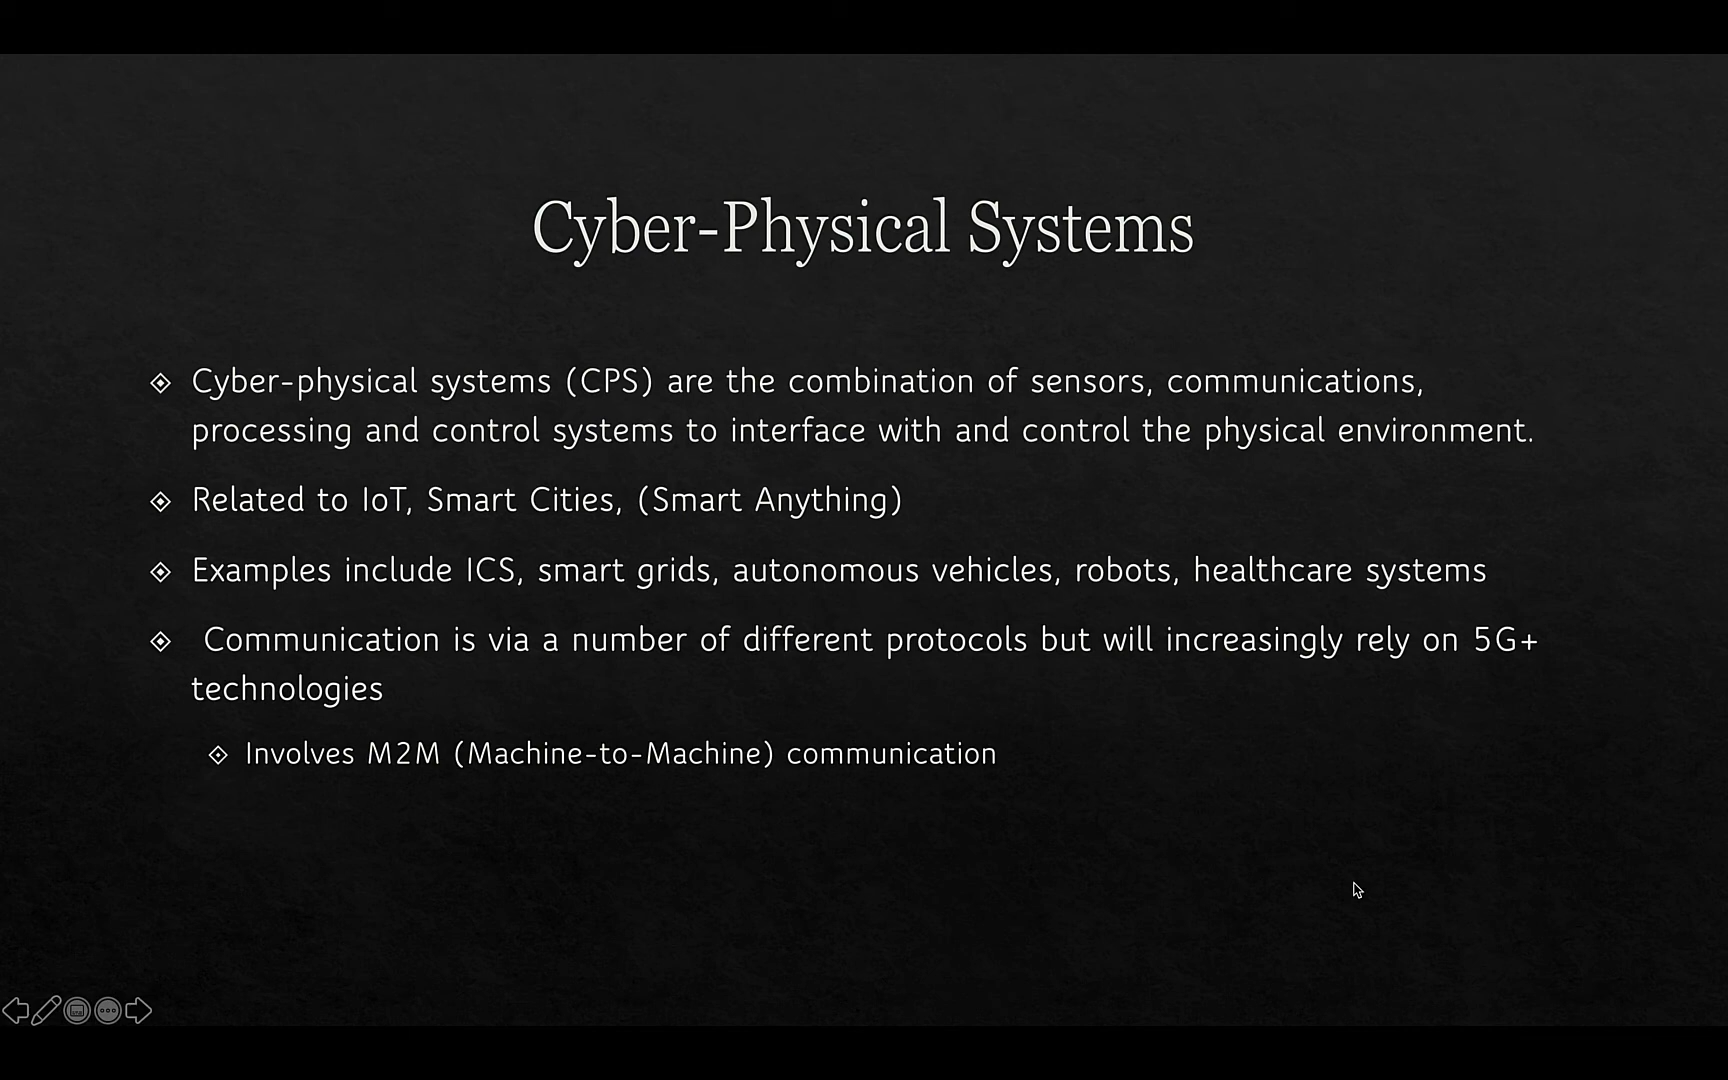 Cyber-Physical Systems
Cyber-physical systems (CPS) are the combination of sensors, communications,
processing and control systems to interface with and control the physical environment.
Related to IoT, Smart Cities, (Smart Anything)
Examples include ICS, smart grids, autonomous vehicles, robots, healthcare systems
Communication is via a number of different protocols but will increasingly rely on 5G+
technologies
Involves M2M (Machine-to-Machine) communication